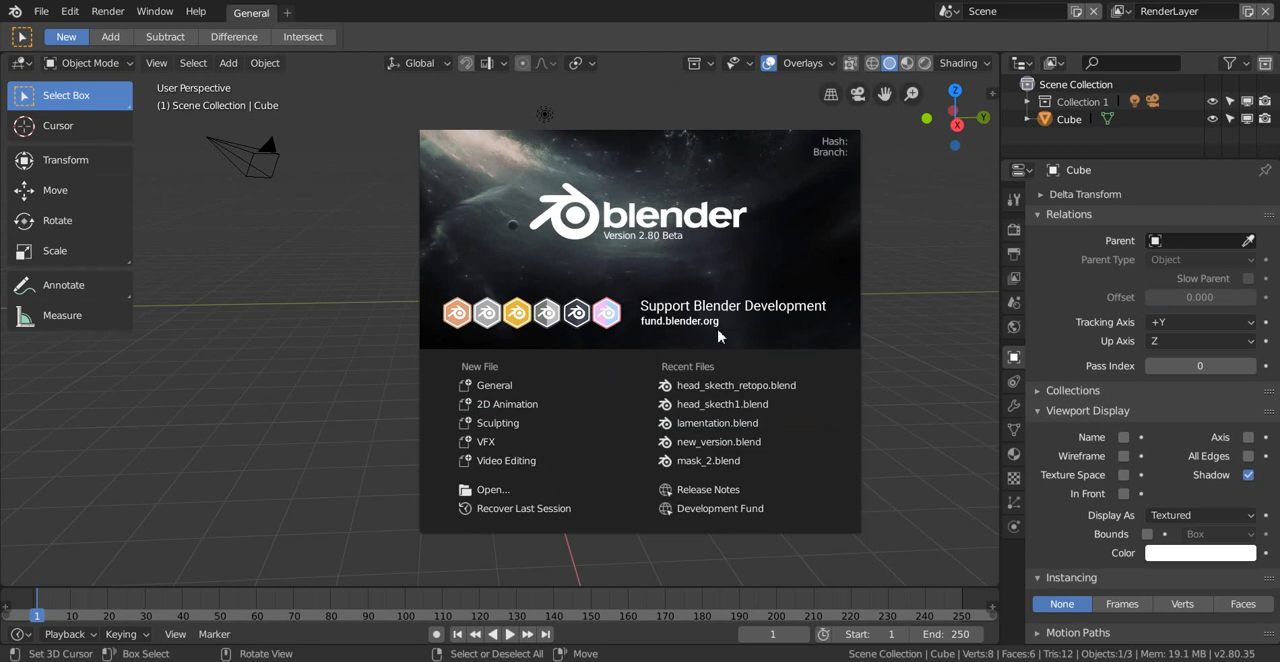 File Edit Render Window Help General + Scene RenderLayer
New Add Subtract Difference Intersect
Object Mode View Select Add Object Global Overlays Shading
Select Box
Cursor
Transform
Move
Rotate
Scale
Annotate
Measure
User Perspective
(1) Scene Collection | Cube
Z
Y
X
Hash:
Branch:
blender
Version 2.80 Beta
Support Blender Development
fund.blender.org
New File
General
2D Animation
Sculpting
VFX
Video Editing
Open...
Recover Last Session
Recent Files
head_skecth_retopo.blend
head_skecth1.blend
lamentation.blend
new_version.blend
mask_2.blend
Release Notes
Development Fund
Scene Collection
Collection 1
Cube
Cube
Delta Transform
Relations
Parent
Parent Type Object
Slow Parent
Offset 0.000
Tracking Axis +Y
Up Axis Z
Pass Index 0
Collections
Viewport Display
Name Axis
Wireframe All Edges
Texture Space Shadow
In Front
Display As Textured
Bounds Box
Color
Instancing
None Frames Verts Faces
Motion Paths
1 10 20 30 40 50 60 70 80 90 100 110 120 130 140 150 160 170 180 190 200 210 220 230 240 250
Playback Keying View Marker 1 Start: 1 End: 250
Set 3D Cursor Box Select Rotate View Select or Deselect All Move Scene Collection | Cube | Verts:8 | Faces:6 | Tris:12 | Objects:1/3 | Mem: 19.1 MB | v2.80.35